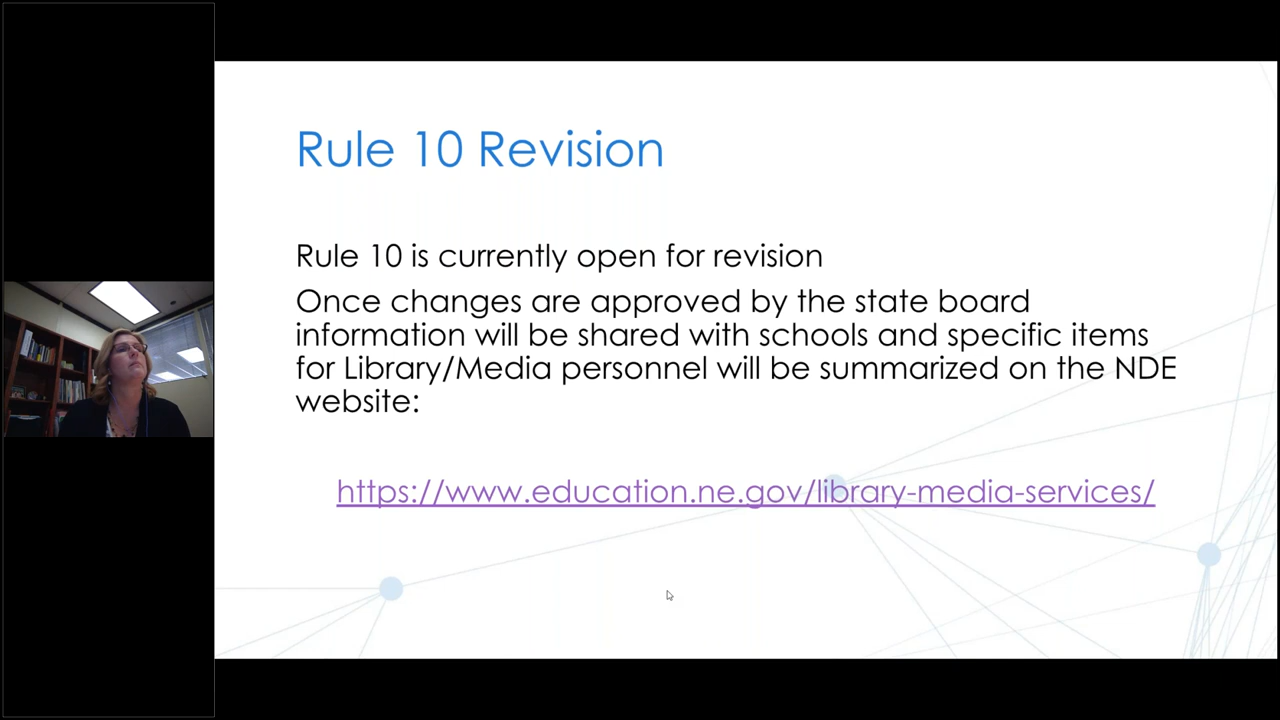 Rule 10 Revision
Rule 10 is currently open for revision
Once changes are approved by the state board
information will be shared with schools and specific items
for Library/Media personnel will be summarized on the NDE
website:
https://www.education.ne.gov/library-media-services/